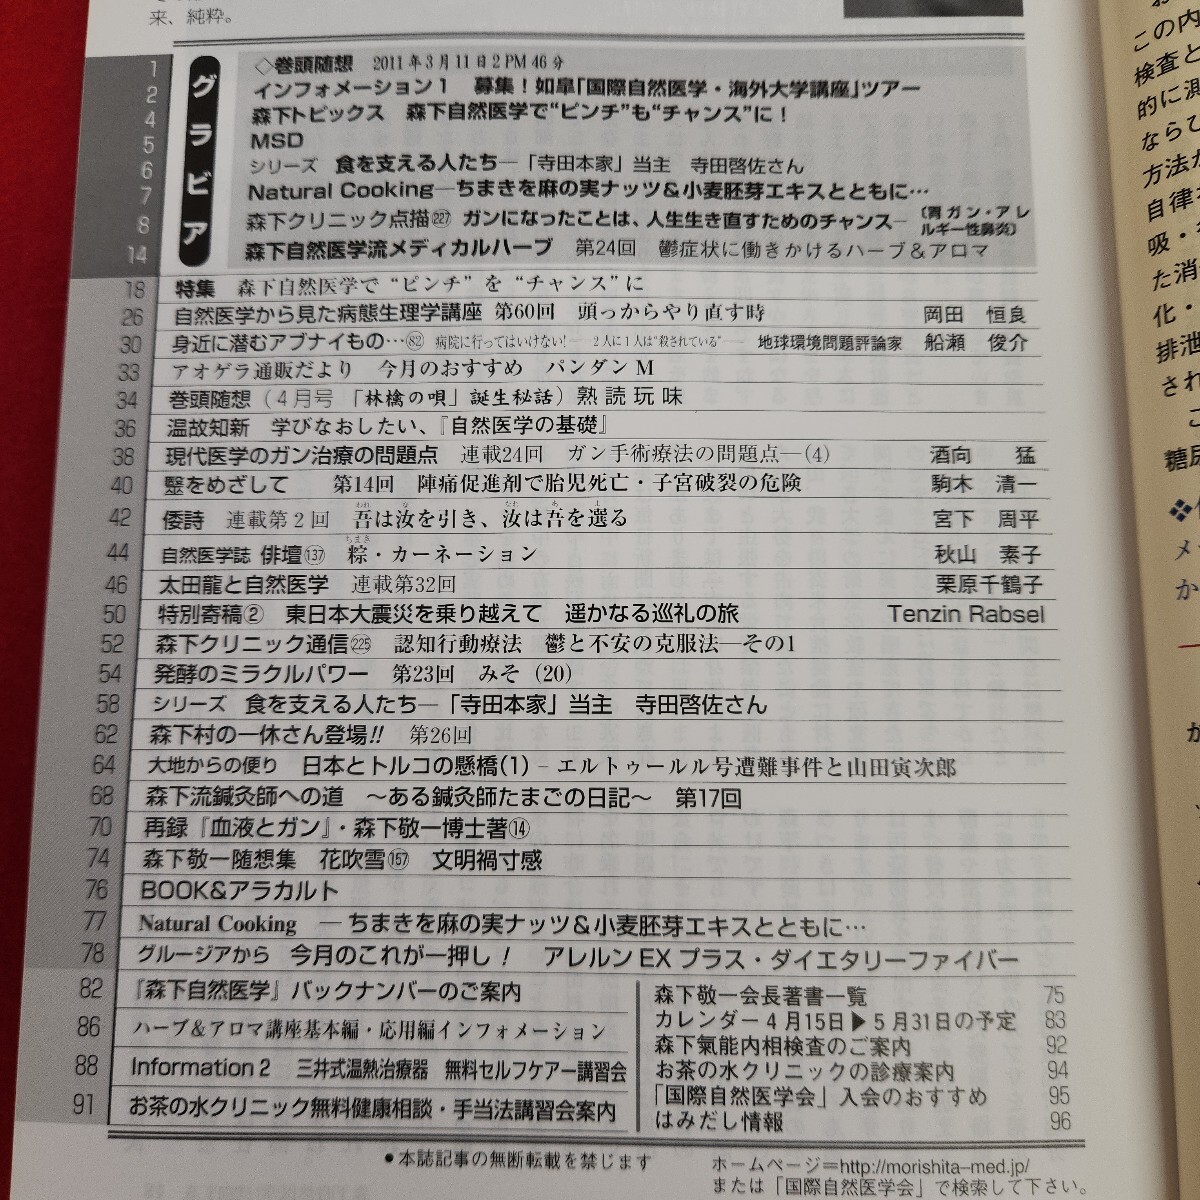 来、純粋。
グラビア
1 ◇巻頭随想 2011年3月11日2PM46分
2 インフォメーション1 募集！如皐「国際自然医学・海外大学講座」ツアー
4 森下トピックス 森下自然医学で“ピンチ”も“チャンス”に！
5 MSD
6 シリーズ 食を支える人たち―「寺田本家」当主 寺田啓佐さん
7 Natural Cooking―ちまきを麻の実ナッツ＆小麦胚芽エキスとともに…
8 森下クリニック点描227 ガンになったことは、人生生き直すためのチャンス―（胃ガン・アレルギー性鼻炎）
14 森下自然医学流メディカルハーブ 第24回 鬱症状に働きかけるハーブ＆アロマ
18 特集 森下自然医学で“ピンチ”を“チャンス”に
26 自然医学から見た病態生理学講座 第60回 頭っからやり直す時 岡田 恒良
30 身近に潜むアブナイもの…82 病院に行ってはいけない！― 2人に1人は“殺されている” ― 地球環境問題評論家 船瀬 俊介
33 アオゲラ通販だより 今月のおすすめ パンダンM
34 巻頭随想（4月号 「林檎の唄」誕生秘話）熟読玩味
36 温故知新 学びなおしたい、『自然医学の基礎』
38 現代医学のガン治療の問題点 連載24回 ガン手術療法の問題点―(4) 酒向 猛
40 毉をめざして 第14回 陣痛促進剤で胎児死亡・子宮破裂の危険 駒木 清一
42 倭詩 連載第2回 吾は汝を引き、汝は吾を選る 宮下 周平
44 自然医学誌 俳壇137 粽・カーネーション 秋山 素子
46 太田龍と自然医学 連載第32回 栗原千鶴子
50 特別寄稿② 東日本大震災を乗り越えて 遥かなる巡礼の旅 Tenzin Rabsel
52 森下クリニック通信225 認知行動療法 鬱と不安の克服法―その1
54 発酵のミラクルパワー 第23回 みそ(20)
58 シリーズ 食を支える人たち―「寺田本家」当主 寺田啓佐さん
62 森下村の一休さん登場!! 第26回
64 大地からの便り 日本とトルコの懸橋(1)－エルトゥールル号遭難事件と山田寅次郎
68 森下流鍼灸師への道 ～ある鍼灸師たまごの日記～ 第17回
70 再録『血液とガン』・森下敬一博士著⑭
74 森下敬一随想集 花吹雪157 文明禍寸感
76 BOOK&アラカルト
77 Natural Cooking ―ちまきを麻の実ナッツ＆小麦胚芽エキスとともに…
78 グルージアから 今月のこれが一押し！ アレルンEXプラス・ダイエタリーファイバー
82 『森下自然医学』バックナンバーのご案内
86 ハーブ＆アロマ講座基本編・応用編インフォメーション
88 Information2 三井式温熱治療器 無料セルフケアー講習会
91 お茶の水クリニック無料健康相談・手当法講習会案内
森下敬一会長著書一覧 75
カレンダー4月15日▶5月31日の予定 83
森下氣能内相検査のご案内 92
お茶の水クリニックの診療案内 94
「国際自然医学会」入会のおすすめ 95
はみだし情報 96
●本誌記事の無断転載を禁じます
ホームページ＝http://morishita-med.jp/
または「国際自然医学会」で検索して下さい。
この内
検査と
的に測
ならび
方法が
自律
吸・
た消
化・
排泄
され
糖尿